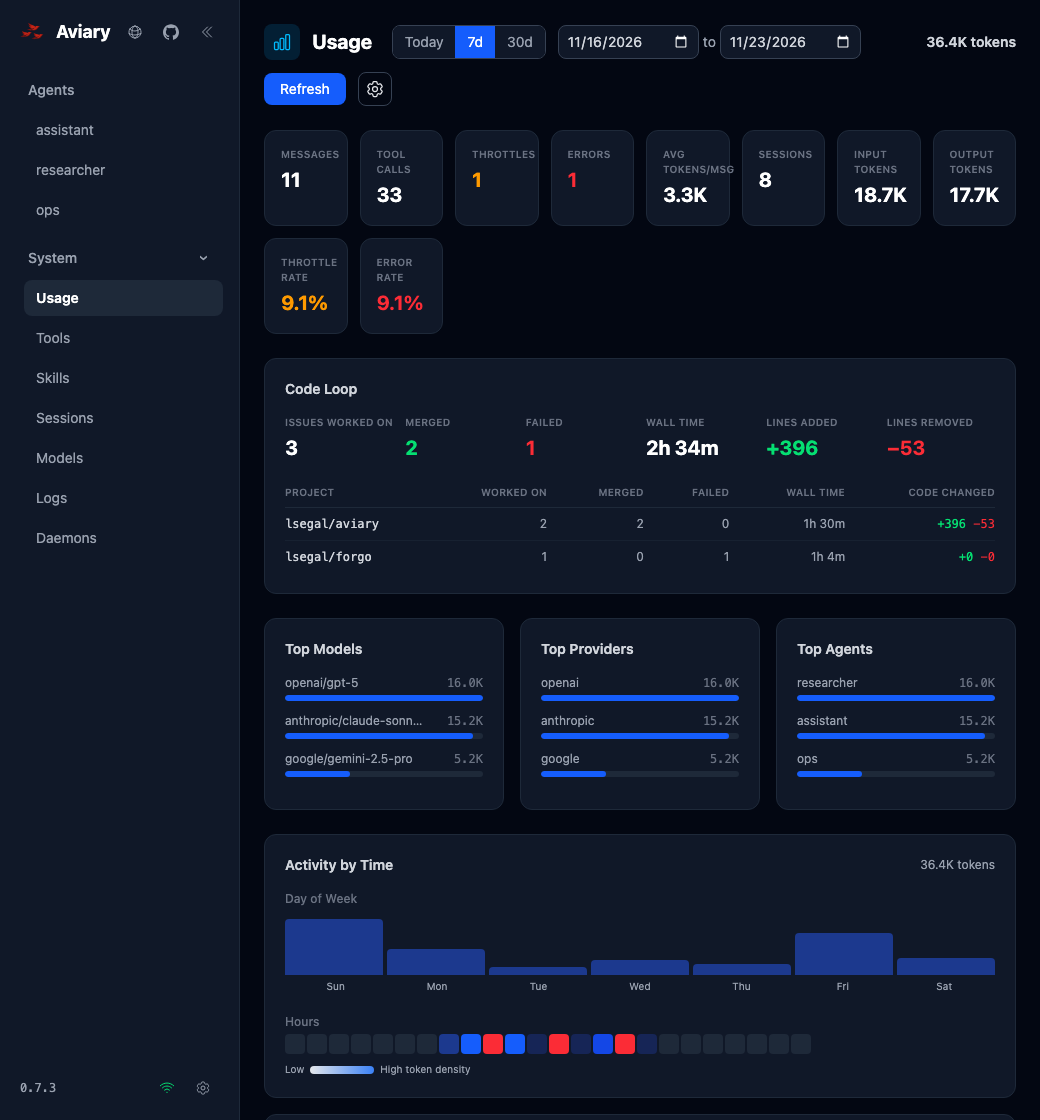 Aviary
Agents
assistant
researcher
ops
System
Usage
Tools
Skills
Sessions
Models
Logs
Daemons
0.7.3
Usage
Today 7d 30d 11/16/2026 to 11/23/2026 36.4K tokens
Refresh
MESSAGES
11
TOOL
CALLS
33
THROTTLES
1
ERRORS
1
AVG
TOKENS/MSG
3.3K
SESSIONS
8
INPUT
TOKENS
18.7K
OUTPUT
TOKENS
17.7K
THROTTLE
RATE
9.1%
ERROR
RATE
9.1%
Code Loop
ISSUES WORKED ON MERGED FAILED WALL TIME LINES ADDED LINES REMOVED
3 2 1 2h 34m +396 −53
PROJECT WORKED ON MERGED FAILED WALL TIME CODE CHANGED
lsegal/aviary 2 2 0 1h 30m +396 −53
lsegal/forgo 1 0 1 1h 4m +0 −0
Top Models
openai/gpt-5 16.0K
anthropic/claude-sonn... 15.2K
google/gemini-2.5-pro 5.2K
Top Providers
openai 16.0K
anthropic 15.2K
google 5.2K
Top Agents
researcher 16.0K
assistant 15.2K
ops 5.2K
Activity by Time 36.4K tokens
Day of Week
Sun Mon Tue Wed Thu Fri Sat
Hours
Low High token density